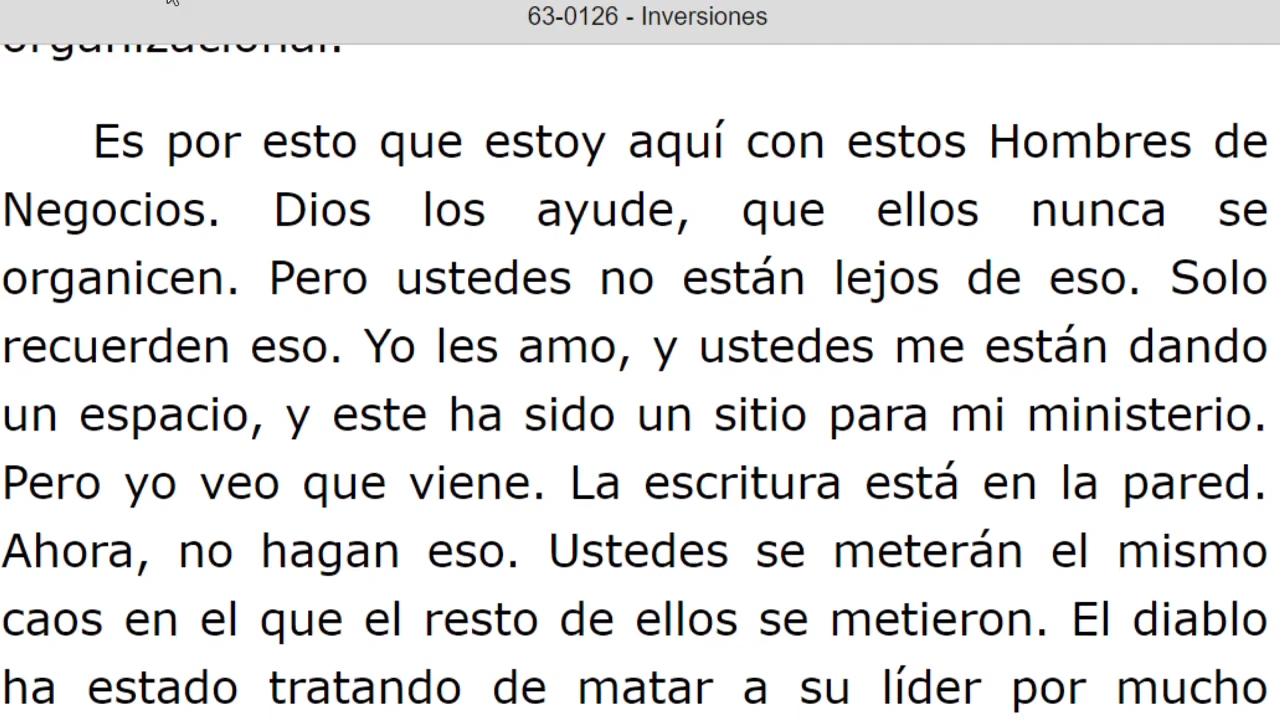 63-0126 - Inversiones
organizacional.
Es por esto que estoy aquí con estos Hombres de
Negocios. Dios los ayude, que ellos nunca se
organicen. Pero ustedes no están lejos de eso. Solo
recuerden eso. Yo les amo, y ustedes me están dando
un espacio, y este ha sido un sitio para mi ministerio.
Pero yo veo que viene. La escritura está en la pared.
Ahora, no hagan eso. Ustedes se meterán el mismo
caos en el que el resto de ellos se metieron. El diablo
ha estado tratando de matar a su líder por mucho